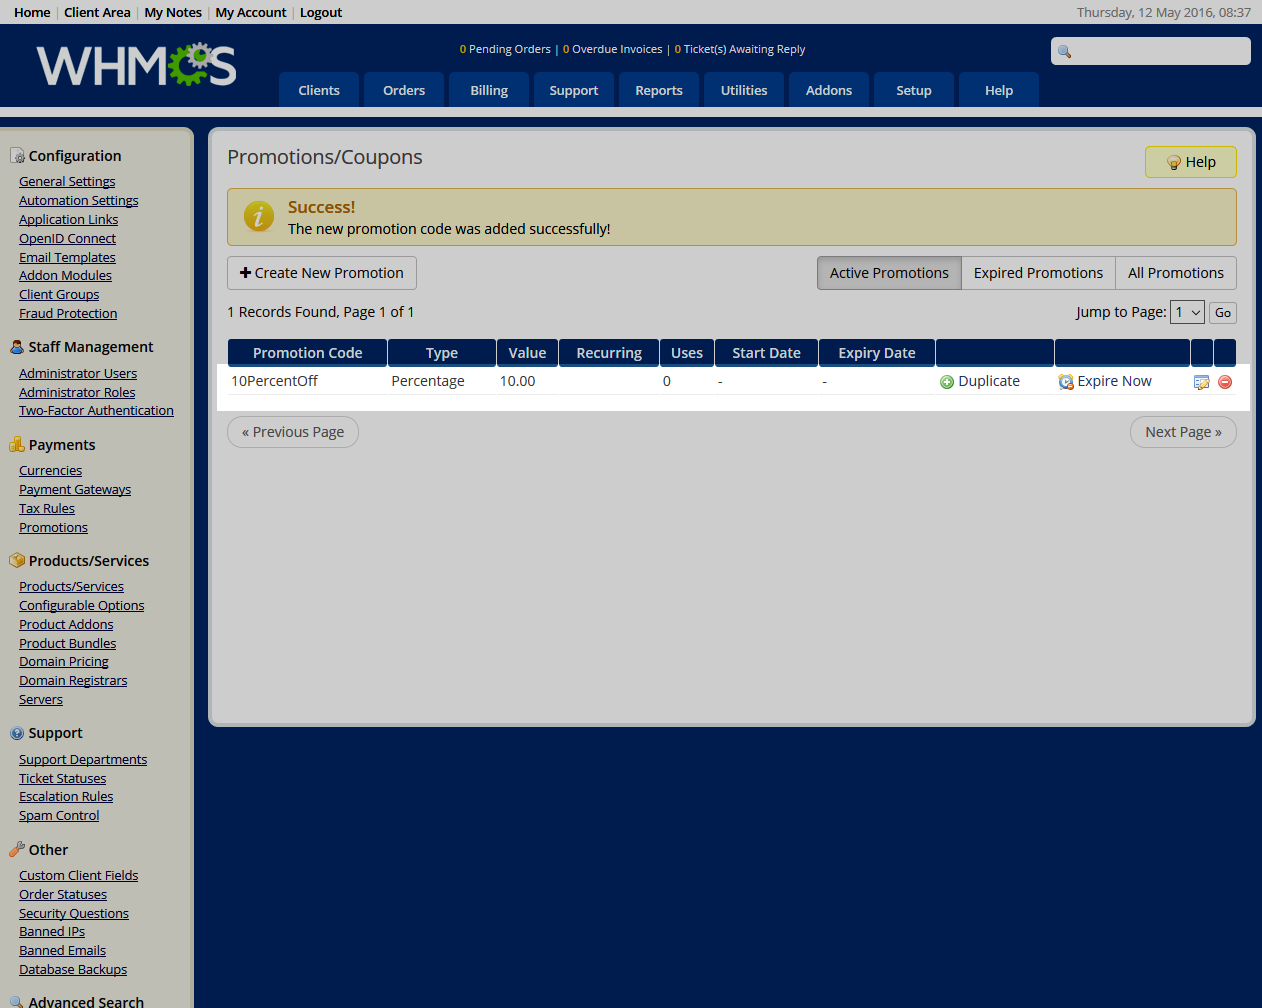 Home | Client Area | My Notes | My Account | Logout
Thursday, 12 May 2016, 08:37
WHMCS
0 Pending Orders | 0 Overdue Invoices | 0 Ticket(s) Awaiting Reply
Clients Orders Billing Support Reports Utilities Addons Setup Help
Configuration
General Settings
Automation Settings
Application Links
OpenID Connect
Email Templates
Addon Modules
Client Groups
Fraud Protection
Staff Management
Administrator Users
Administrator Roles
Two-Factor Authentication
Payments
Currencies
Payment Gateways
Tax Rules
Promotions
Products/Services
Products/Services
Configurable Options
Product Addons
Product Bundles
Domain Pricing
Domain Registrars
Servers
Support
Support Departments
Ticket Statuses
Escalation Rules
Spam Control
Other
Custom Client Fields
Order Statuses
Security Questions
Banned IPs
Banned Emails
Database Backups
Advanced Search
Promotions/Coupons
Help
Success!
The new promotion code was added successfully!
Create New Promotion
Active Promotions Expired Promotions All Promotions
1 Records Found, Page 1 of 1
Jump to Page: 1 Go
Promotion Code Type Value Recurring Uses Start Date Expiry Date
10PercentOff Percentage 10.00 0 - - Duplicate Expire Now
« Previous Page
Next Page »